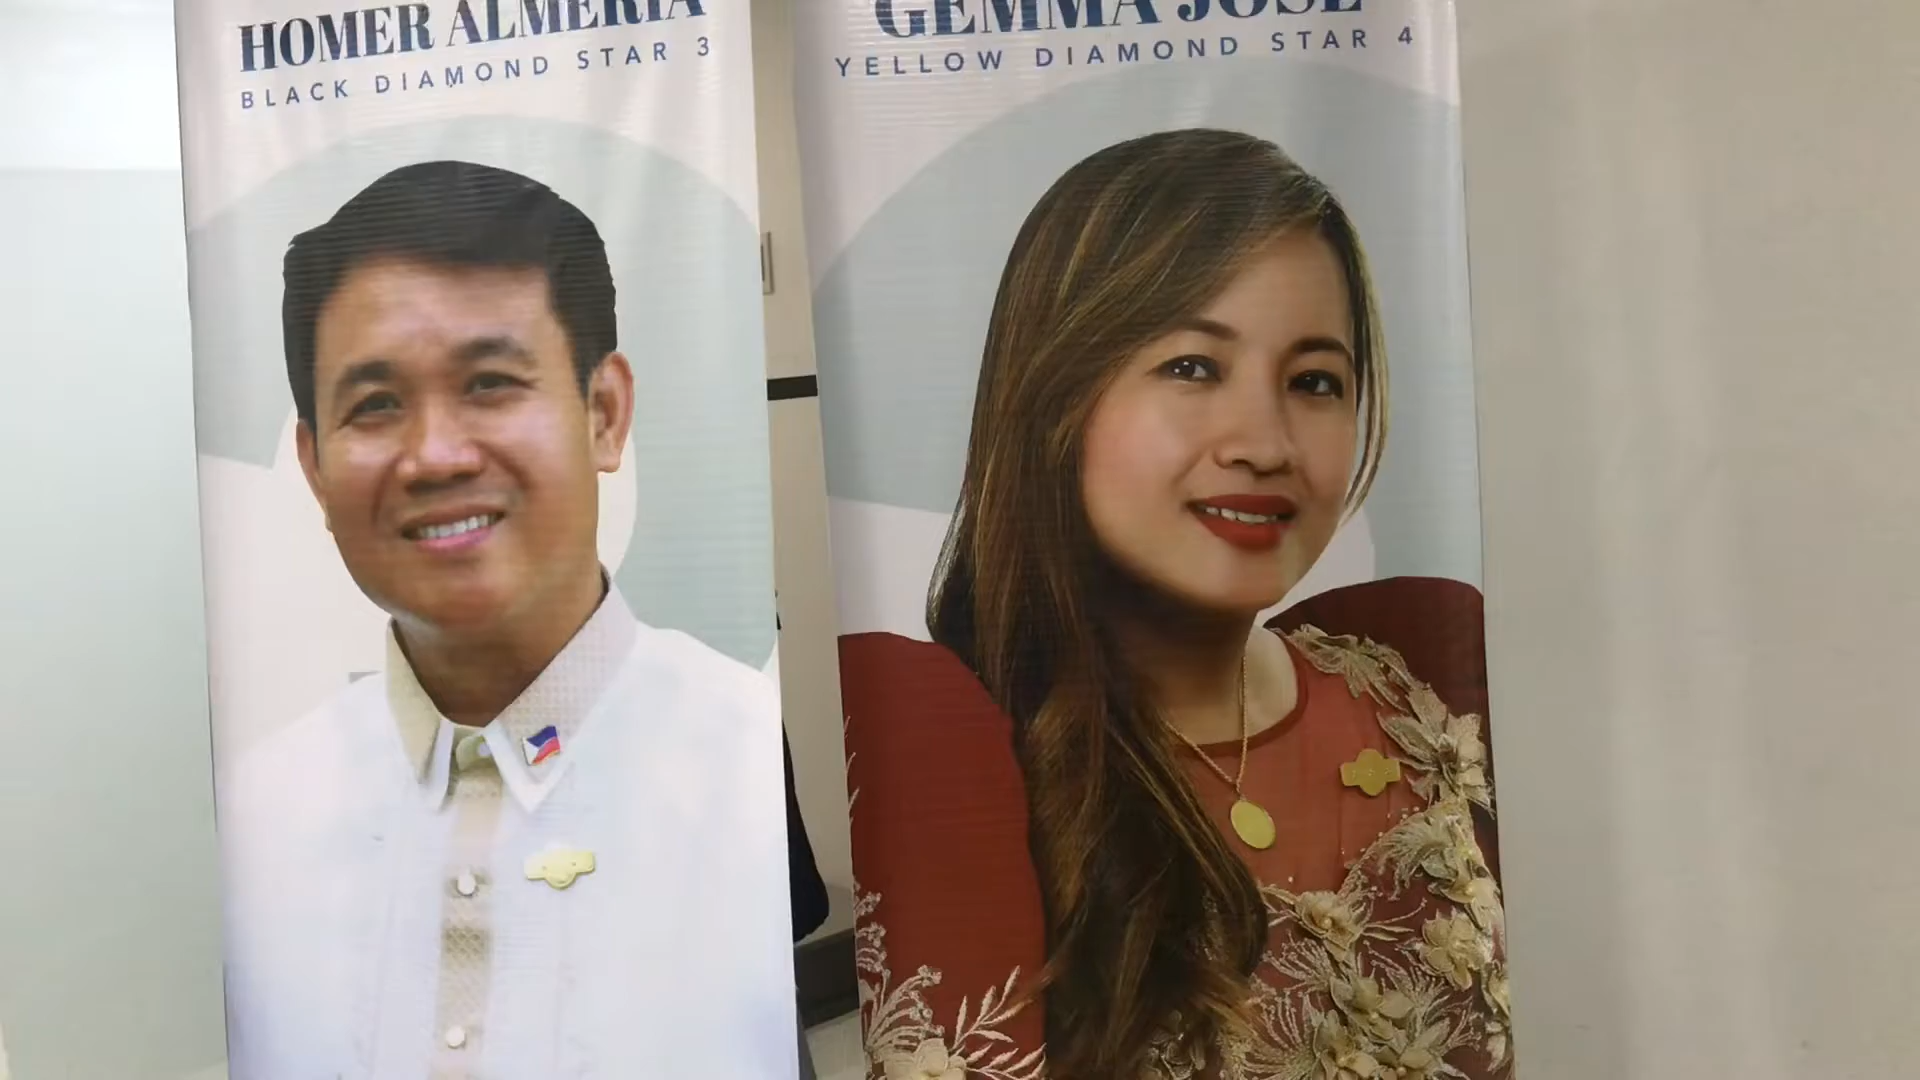 HOMER ALMERIA
BLACK DIAMOND STAR 3
GEMMA JOSE
YELLOW DIAMOND STAR 4